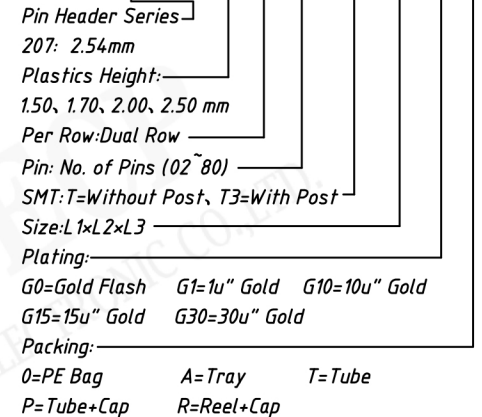 Pin Header Series
207: 2.54mm
Plastics Height:
1.50、1.70、2.00、2.50 mm
Per Row:Dual Row
Pin: No. of Pins (02~80)
SMT:T=Without Post、T3=With Post
Size:L1×L2×L3
Plating:
G0=Gold Flash G1=1u" Gold G10=10u" Gold
G15=15u" Gold G30=30u" Gold
Packing:
0=PE Bag A=Tray T=Tube
P=Tube+Cap R=Reel+Cap